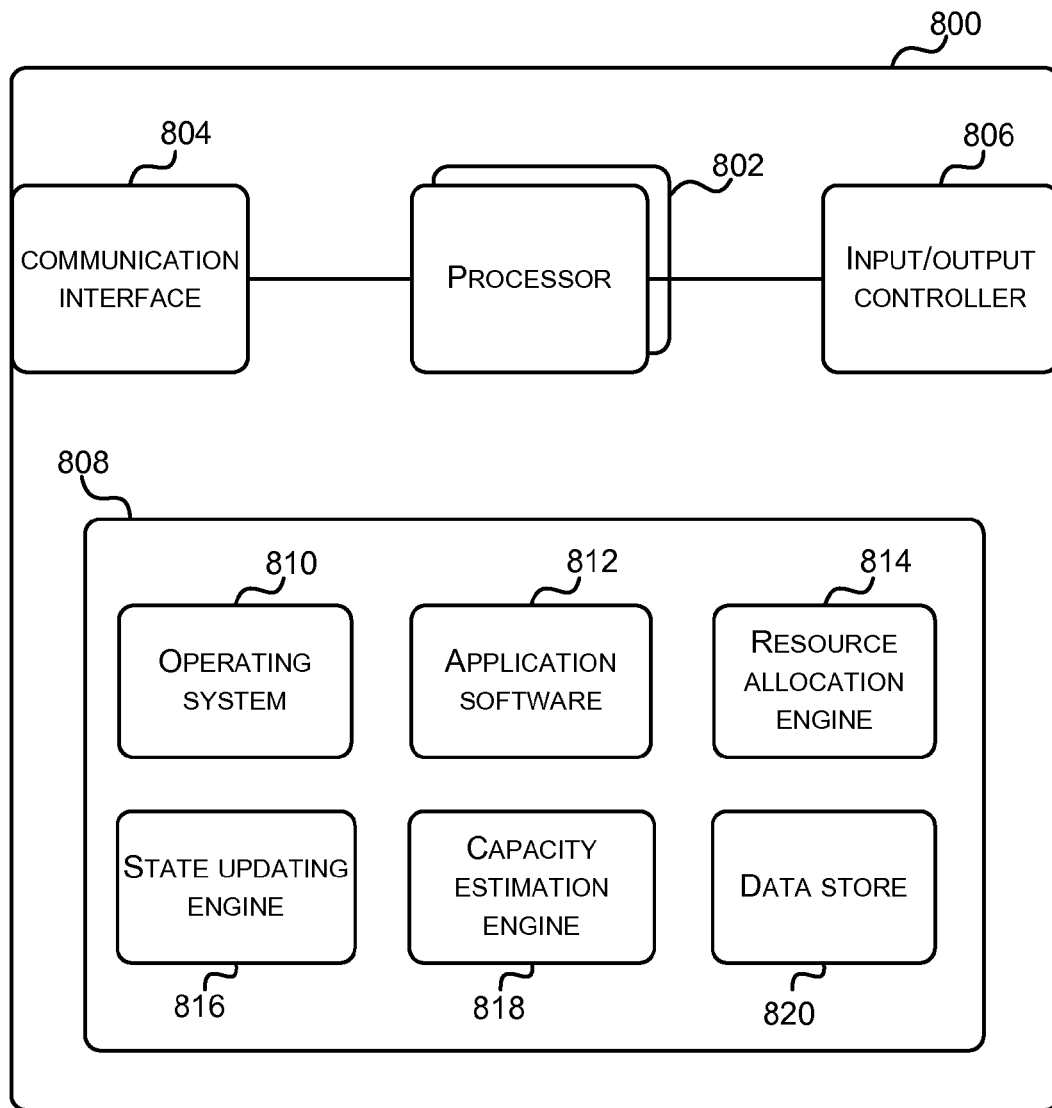 800
804
802
806
COMMUNICATION
INTERFACE
PROCESSOR
INPUT/OUTPUT
CONTROLLER
808
810
812
814
OPERATING
SYSTEM
APPLICATION
SOFTWARE
RESOURCE
ALLOCATION
ENGINE
STATE UPDATING
ENGINE
CAPACITY
ESTIMATION
ENGINE
DATA STORE
816
818
820